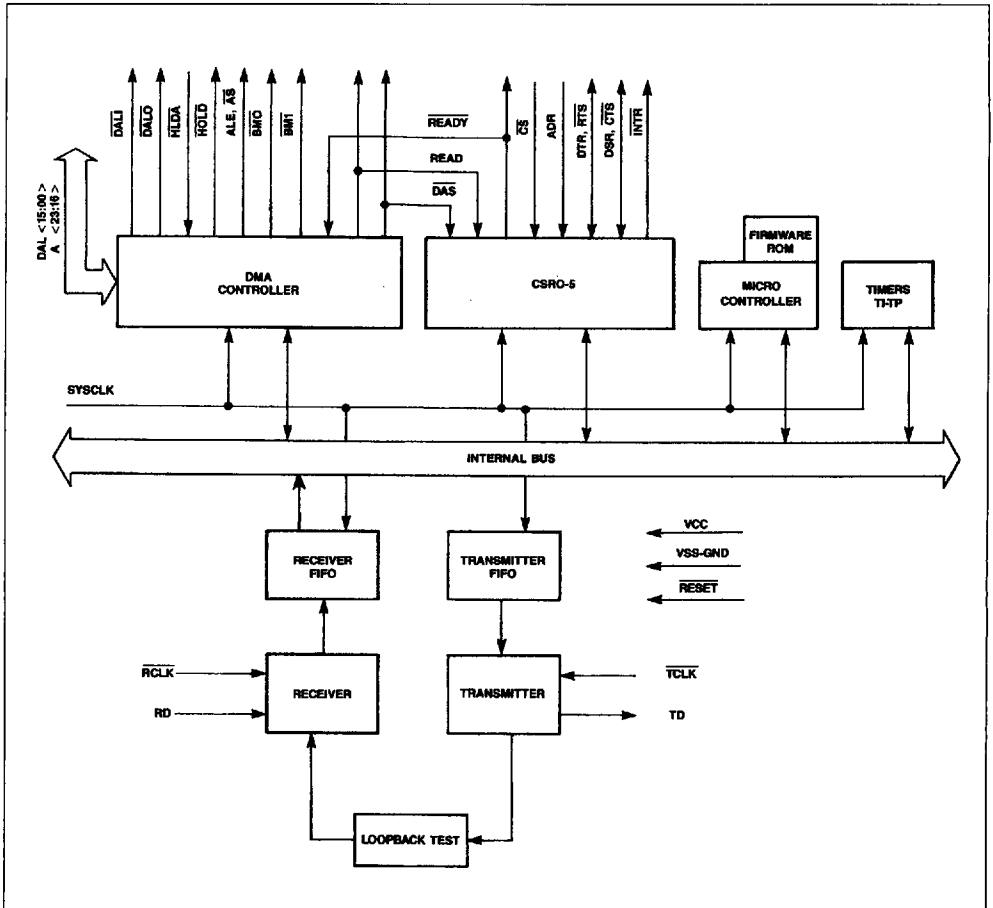 DALI
DALO
HLDA
HOLD
ALE, AS
BMO
BM1
READY
READ
DAS
CS
ADR
DTR, RTS
DSR, CTS
INTR
DAL <15:00>
A <23:16>
DMA
CONTROLLER
CSRO-5
FIRMWARE
ROM
MICRO
CONTROLLER
TIMERS
TI-TP
SYSCLK
INTERNAL BUS
RECEIVER
FIFO
TRANSMITTER
FIFO
VCC
VSS-GND
RESET
RCLK
RD
RECEIVER
TRANSMITTER
TCLK
TD
LOOPBACK TEST